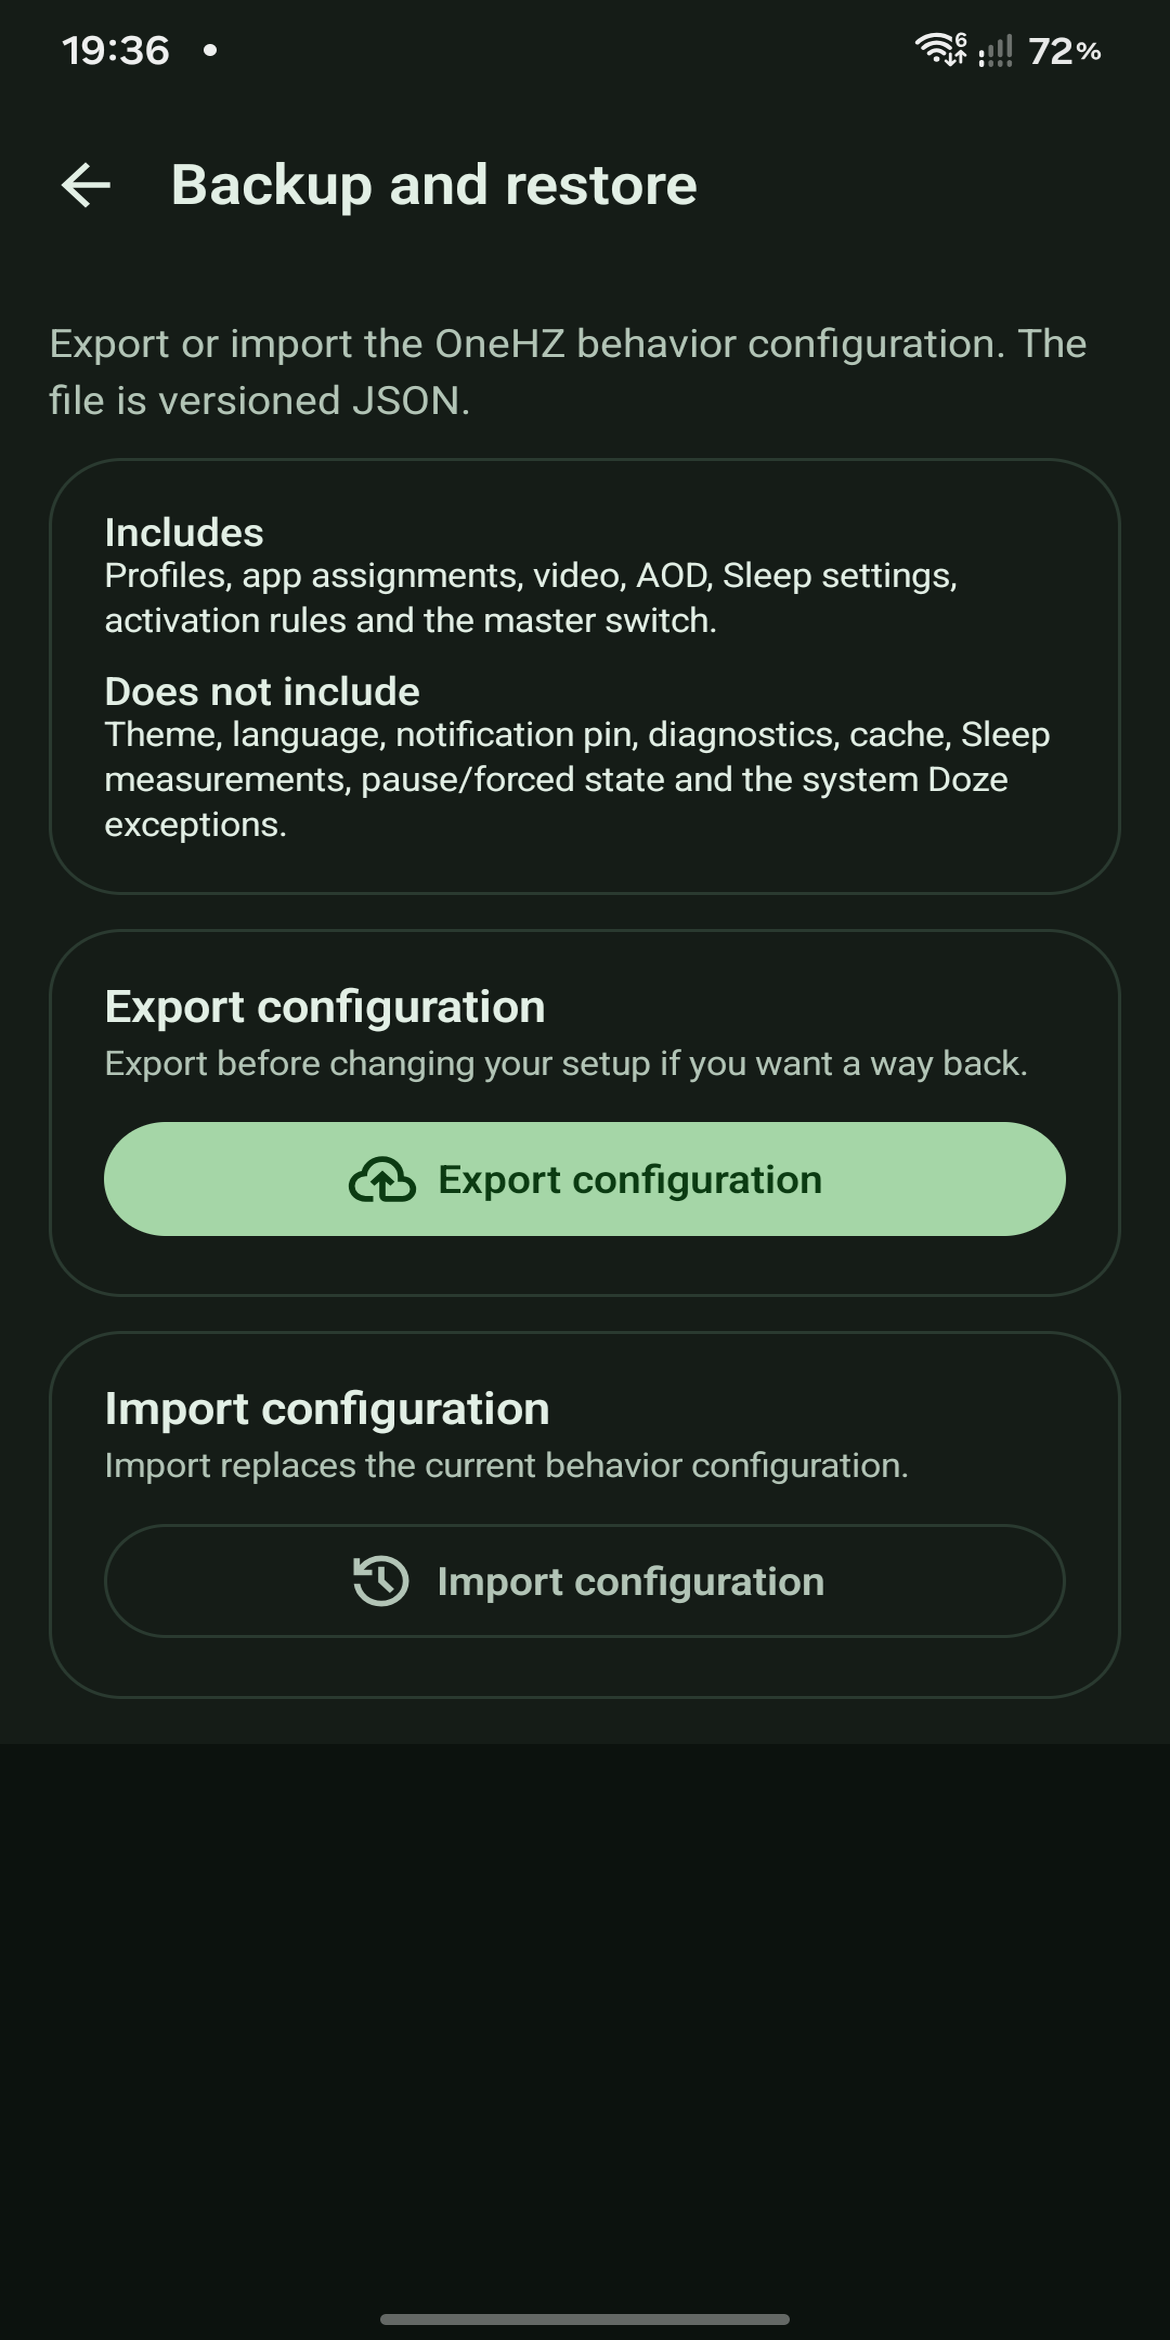 19:36
6
72%
Backup and restore
Export or import the OneHZ behavior configuration. The
file is versioned JSON.
Includes
Profiles, app assignments, video, AOD, Sleep settings,
activation rules and the master switch.
Does not include
Theme, language, notification pin, diagnostics, cache, Sleep
measurements, pause/forced state and the system Doze
exceptions.
Export configuration
Export before changing your setup if you want a way back.
Export configuration
Import configuration
Import replaces the current behavior configuration.
Import configuration